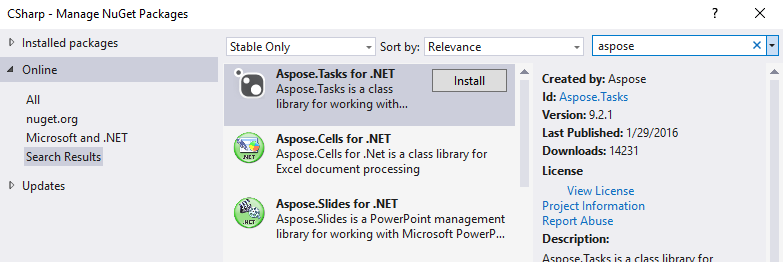 CSharp - Manage NuGet Packages
Installed packages
Online
All
nuget.org
Microsoft and .NET
Search Results
Updates
Stable Only
Sort by: Relevance
aspose
Aspose.Tasks for .NET
Install
Aspose.Tasks is a class
library for working with...
.NET
Aspose.Cells for .NET
Aspose.Cells for .Net is a class library for
Excel document processing
.NET
Aspose.Slides for .NET
Aspose.Slides is a PowerPoint management
library for working with Microsoft PowerP...
Created by: Aspose
Id: Aspose.Tasks
Version: 9.2.1
Last Published: 1/29/2016
Downloads: 14231
License
View License
Project Information
Report Abuse
Description:
Aspose.Tasks is a class library for